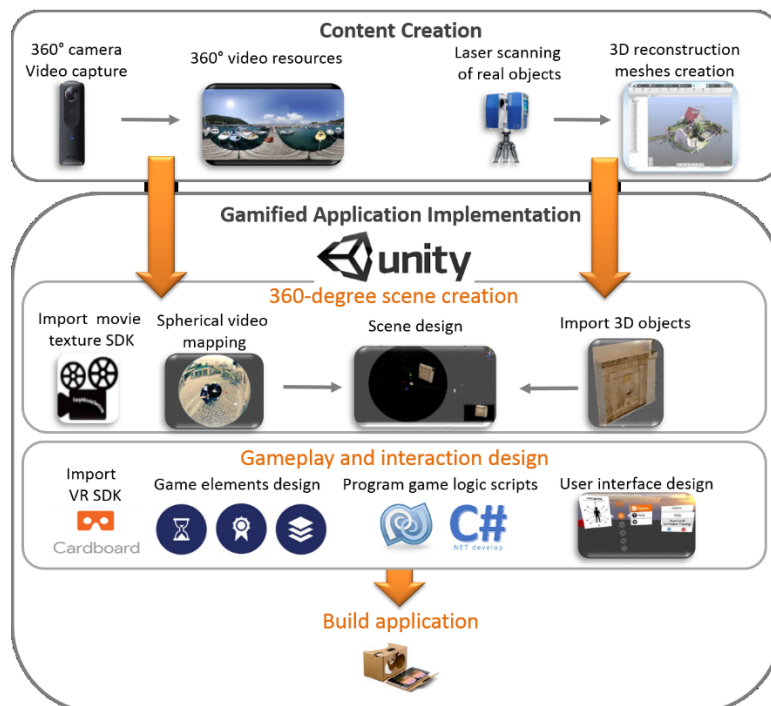 Content Creation
360° camera
Video capture
360° video resources
Laser scanning
of real objects
3D reconstruction
meshes creation
Gamified Application Implementation
unity
360-degree scene creation
Import movie
texture SDK
Spherical video
mapping
Scene design
Import 3D objects
Gameplay and interaction design
Import
VR SDK
Cardboard
Game elements design
Program game logic scripts
C#
.NET develop
User interface design
Build application